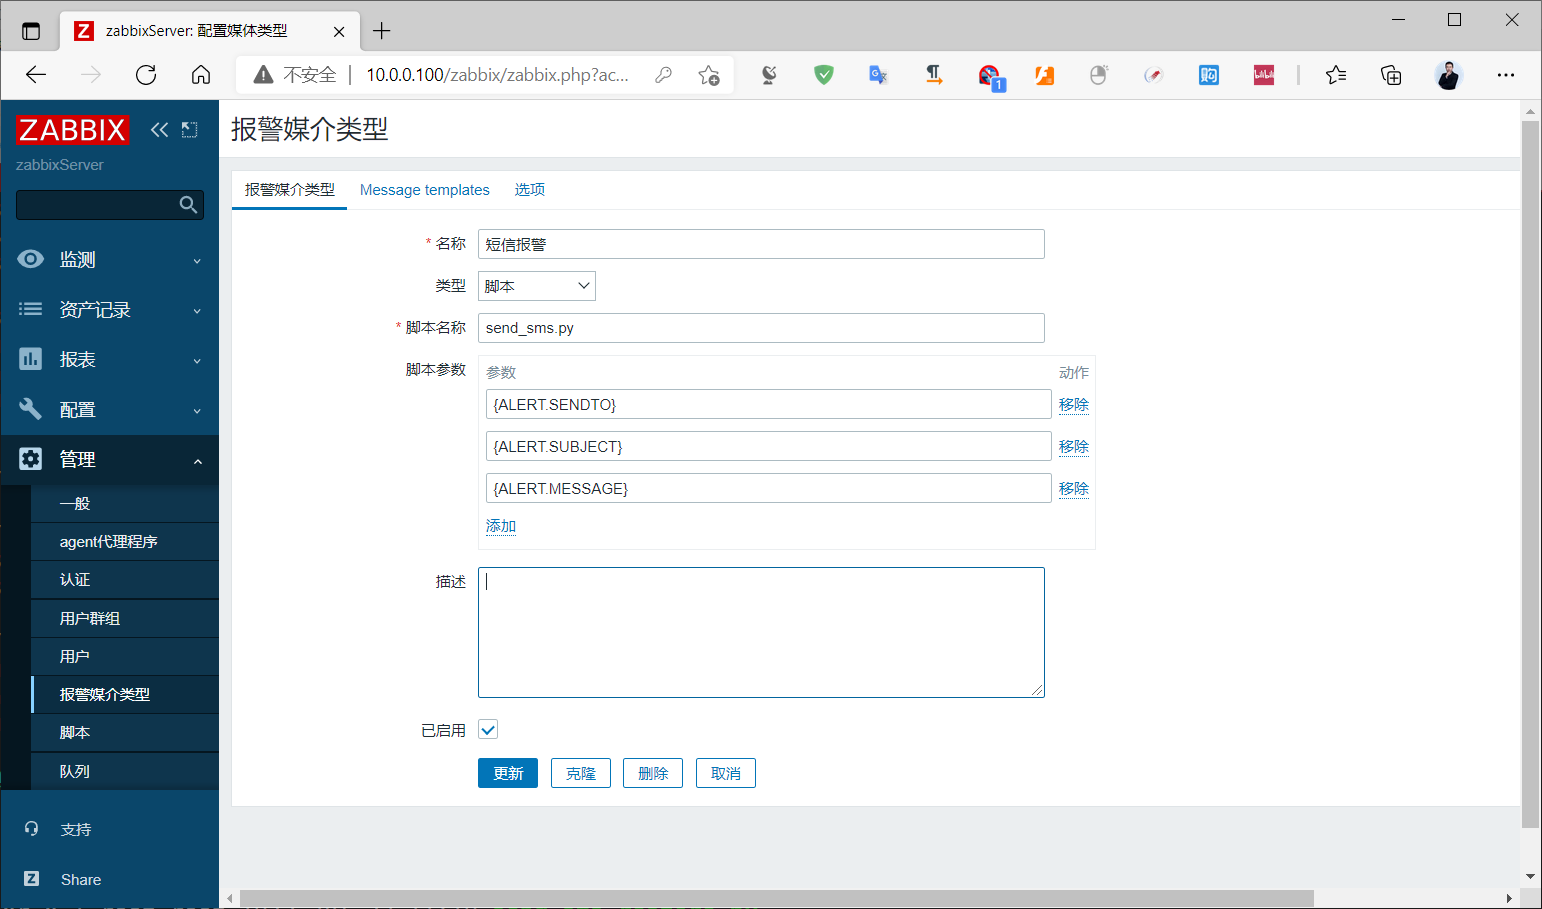 zabbixServer: 配置媒体类型
不安全 | 10.0.0.100/zabbix/zabbix.php?ac...
1
购
ZABBIX
zabbixServer
监测
资产记录
报表
配置
管理
一般
agent代理程序
认证
用户群组
用户
报警媒介类型
脚本
队列
支持
Share
报警媒介类型
报警媒介类型 Message templates 选项
* 名称 短信报警
类型 脚本
* 脚本名称 send_sms.py
脚本参数 参数 动作
{ALERT.SENDTO} 移除
{ALERT.SUBJECT} 移除
{ALERT.MESSAGE} 移除
添加
描述
已启用
更新 克隆 删除 取消